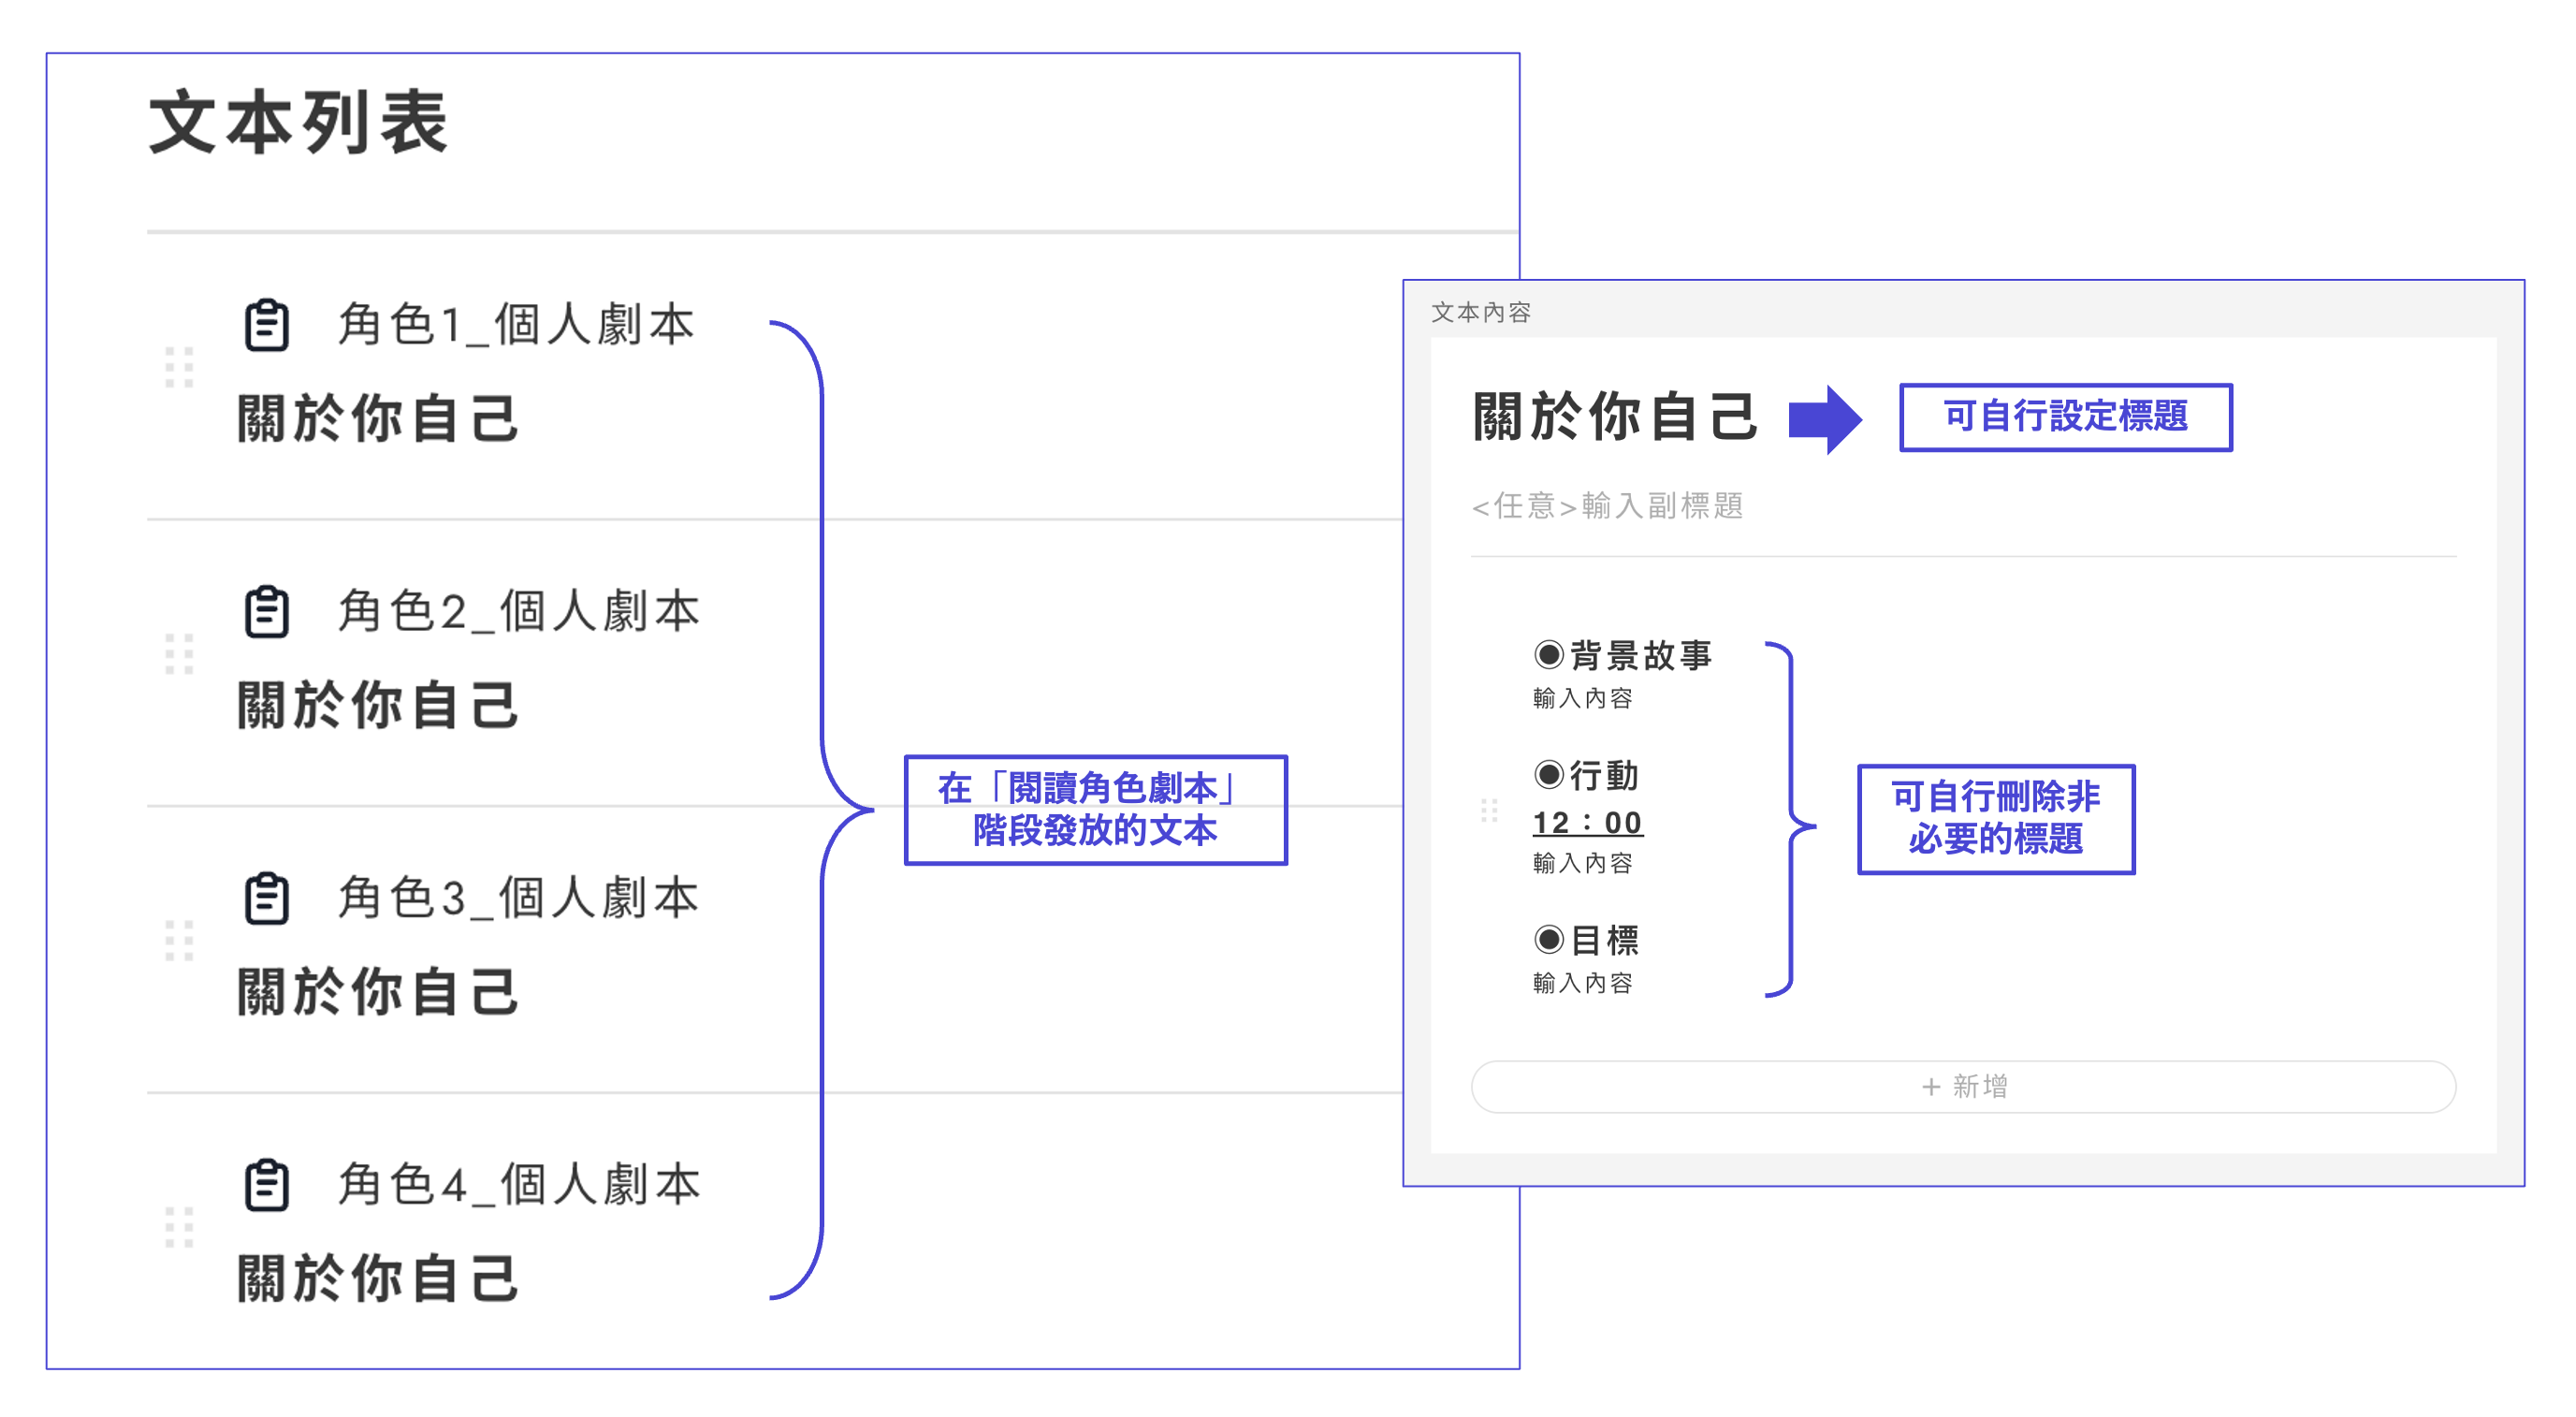 文本列表
角色1_個人劇本
關於你自己
角色2_個人劇本
關於你自己
角色3_個人劇本
關於你自己
角色4_個人劇本
關於你自己
在「閱讀角色劇本」
階段發放的文本
文本內容
關於你自己
可自行設定標題
<任意>輸入副標題
◉背景故事
輸入內容
◉行動
12：00
輸入內容
◉目標
輸入內容
可自行刪除非
必要的標題
+ 新增